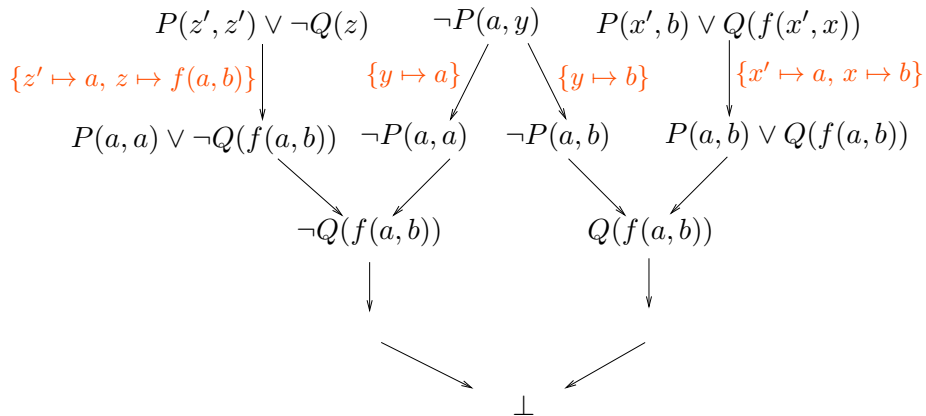 P(z′, z′) ∨ ¬Q(z) ¬P(a, y) P(x′, b) ∨ Q(f(x′, x))
{z′ ↦ a, z ↦ f(a, b)} {y ↦ a} {y ↦ b} {x′ ↦ a, x ↦ b}
P(a, a) ∨ ¬Q(f(a, b)) ¬P(a, a) ¬P(a, b) P(a, b) ∨ Q(f(a, b))
¬Q(f(a, b)) Q(f(a, b))
⊥